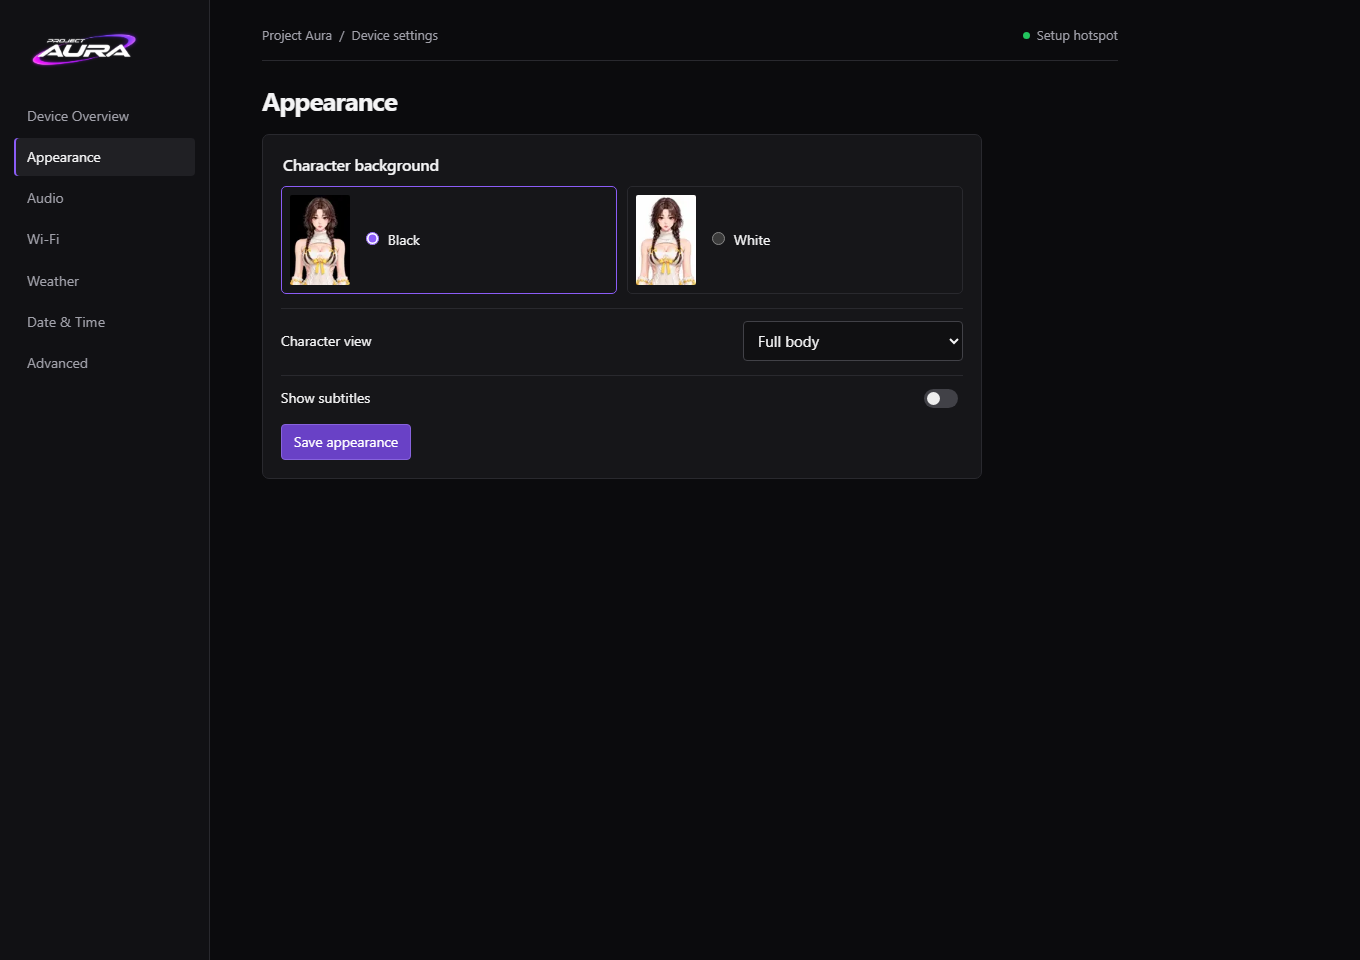 PROJECT
AURA
Project Aura / Device settings
Setup hotspot
Device Overview
Appearance
Audio
Wi-Fi
Weather
Date & Time
Advanced
Appearance
Character background
Black
White
Character view
Full body
Show subtitles
Save appearance